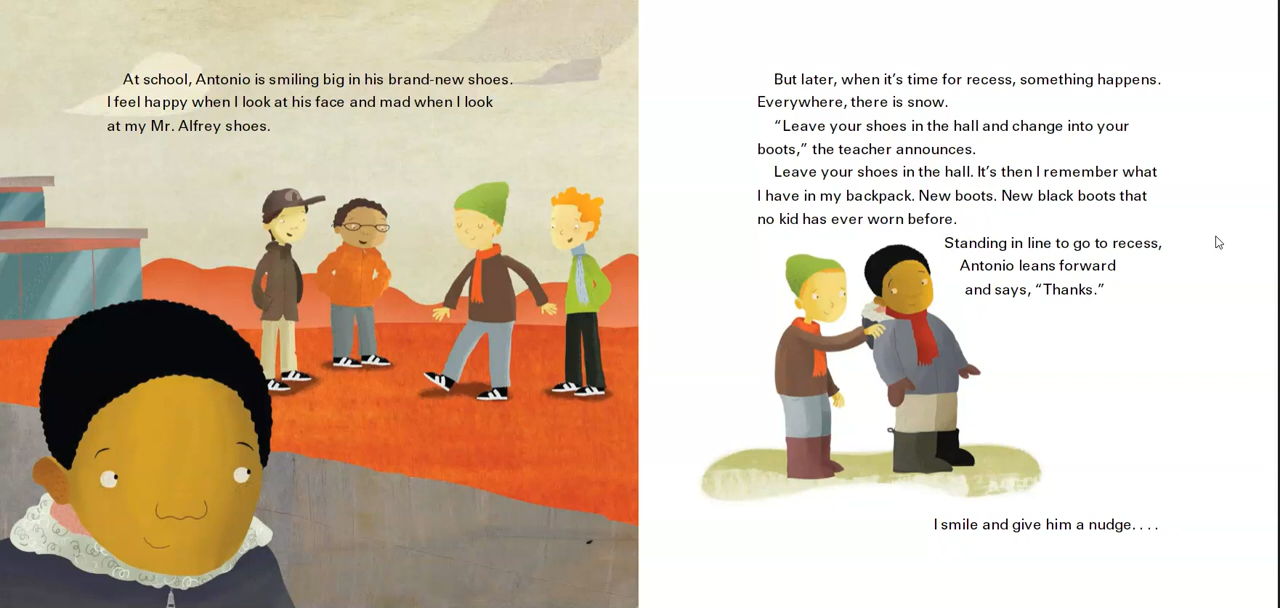 At school, Antonio is smiling big in his brand-new shoes.
I feel happy when I look at his face and mad when I look
at my Mr. Alfrey shoes.
But later, when it’s time for recess, something happens.
Everywhere, there is snow.
“Leave your shoes in the hall and change into your
boots,” the teacher announces.
Leave your shoes in the hall. It’s then I remember what
I have in my backpack. New boots. New black boots that
no kid has ever worn before.
Standing in line to go to recess,
Antonio leans forward
and says, “Thanks.”
I smile and give him a nudge. . . .